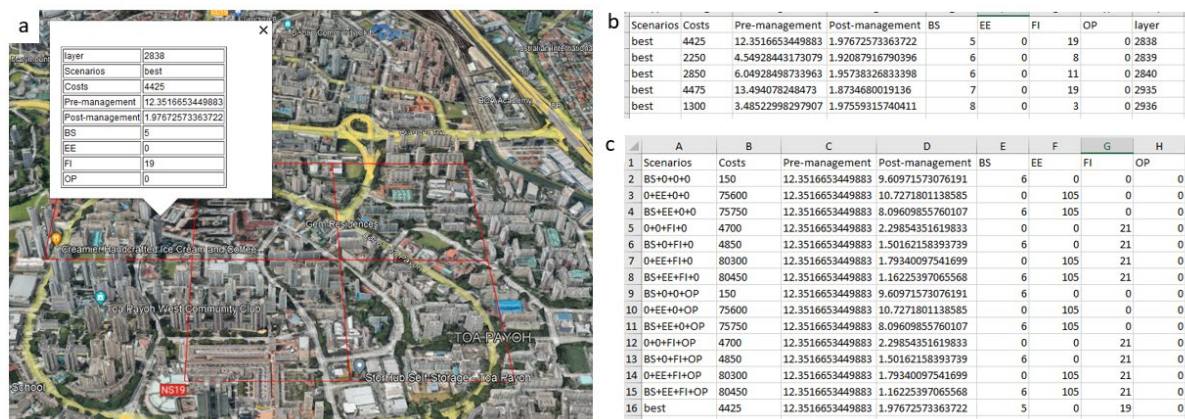 a
layer 2838
Scenarios best
Costs 4425
Pre-management 12.3516653449883
Post-management 1.97672573363722
BS 5
EE 0
FI 19
OP 0
BCA Academy
Gem Residences
Creamier Handcrafted Ice Cream and Coffee
Toa Payoh West Community Club
TOA PAYOH
StorHub Self Storage - Toa Payoh
NS19
School
b
Scenarios Costs Pre-management Post-management BS EE FI OP layer
best 4425 12.3516653449883 1.97672573363722 5 0 19 0 2838
best 2250 4.54928443173079 1.92087916790396 6 0 8 0 2839
best 2850 6.04928498733963 1.95738326833398 6 0 11 0 2840
best 4475 13.494078248473 1.8734680019136 7 0 19 0 2935
best 1300 3.48522998297907 1.97559315740411 8 0 3 0 2936
c
A B C D E F G H
1 Scenarios Costs Pre-management Post-management BS EE FI OP
2 BS+0+0+0 150 12.3516653449883 9.60971573076191 6 0 0 0
3 0+EE+0+0 75600 12.3516653449883 10.7271801138585 0 105 0 0
4 BS+EE+0+0 75750 12.3516653449883 8.09609855760107 6 105 0 0
5 0+0+FI+0 4700 12.3516653449883 2.29854351619833 0 0 21 0
6 BS+0+FI+0 4850 12.3516653449883 1.50162158393739 6 0 21 0
7 0+EE+FI+0 80300 12.3516653449883 1.79340097541699 0 105 21 0
8 BS+EE+FI+0 80450 12.3516653449883 1.16225397065568 6 105 21 0
9 BS+0+0+OP 150 12.3516653449883 9.60971573076191 6 0 0 0
10 0+EE+0+OP 75600 12.3516653449883 10.7271801138585 0 105 0 0
11 BS+EE+0+OP 75750 12.3516653449883 8.09609855760107 6 105 0 0
12 0+0+FI+OP 4700 12.3516653449883 2.29854351619833 0 0 21 0
13 BS+0+FI+OP 4850 12.3516653449883 1.50162158393739 6 0 21 0
14 0+EE+FI+OP 80300 12.3516653449883 1.79340097541699 0 105 21 0
15 BS+EE+FI+OP 80450 12.3516653449883 1.16225397065568 6 105 21 0
16 best 4425 12.3516653449883 1.97672573363722 5 0 19 0